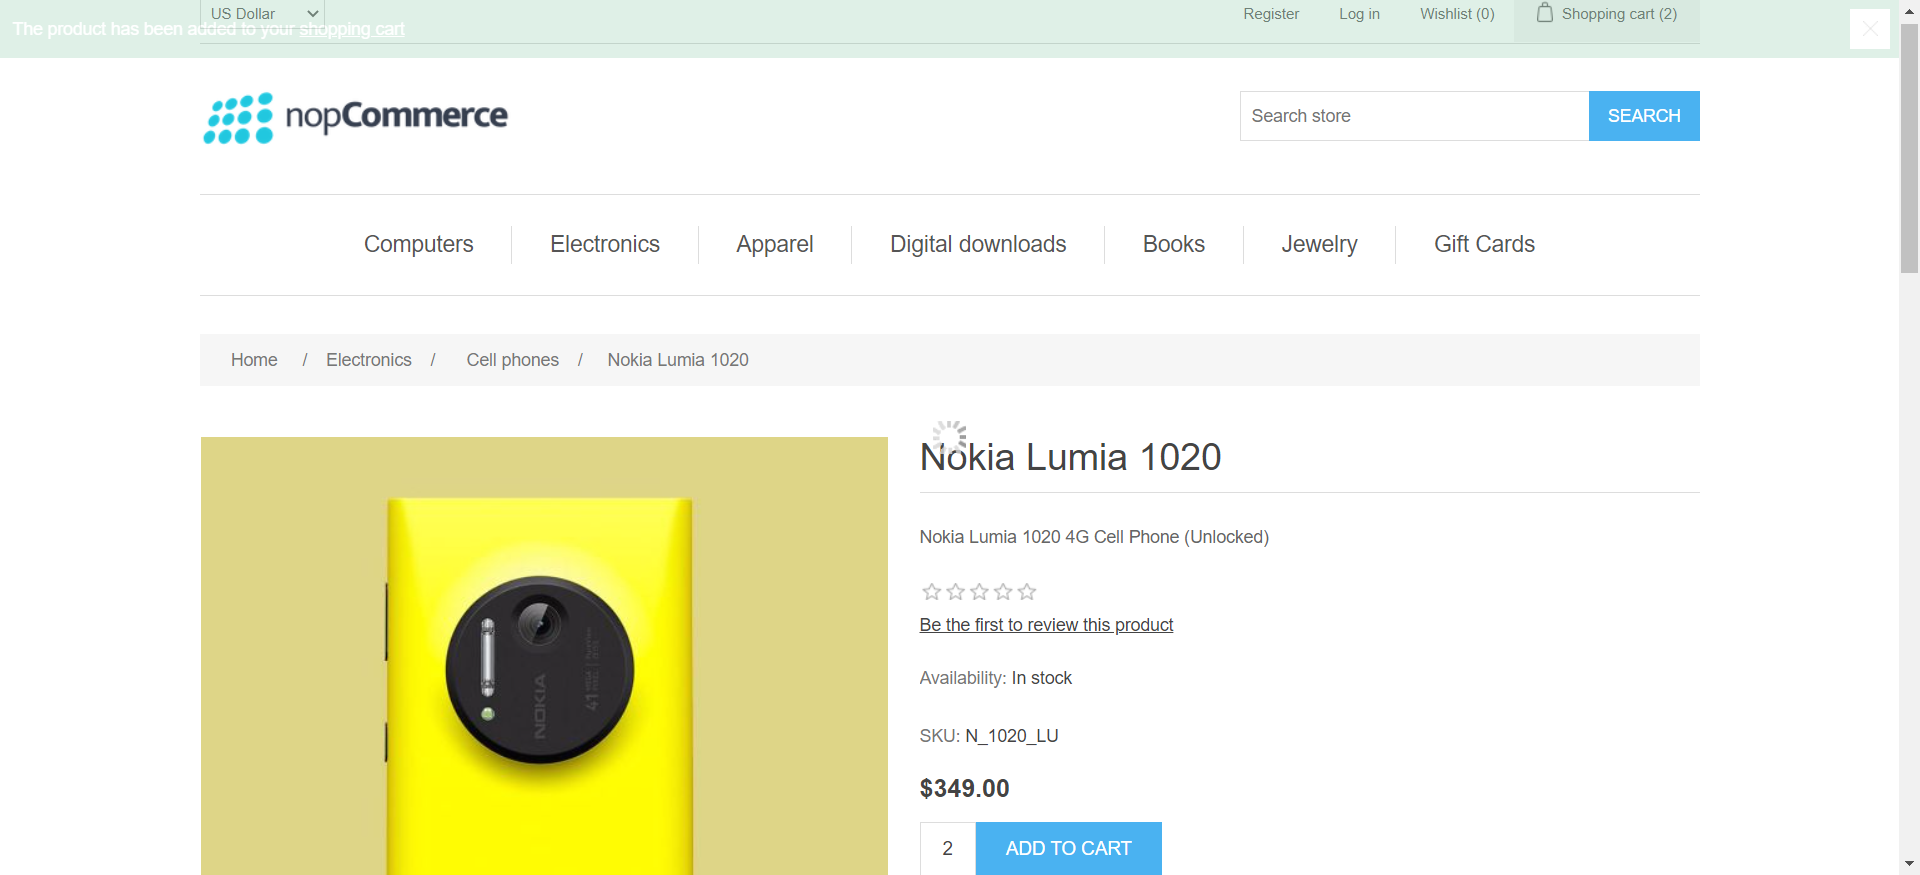 US Dollar
Register
Log in
Wishlist (0)
Shopping cart (2)
The product has been added to your shopping cart
nopCommerce
Search store
SEARCH
Computers
Electronics
Apparel
Digital downloads
Books
Jewelry
Gift Cards
Home / Electronics / Cell phones / Nokia Lumia 1020
Nokia Lumia 1020
Nokia Lumia 1020 4G Cell Phone (Unlocked)
Be the first to review this product
Availability: In stock
SKU: N_1020_LU
$349.00
2
ADD TO CART
NOKIA
41